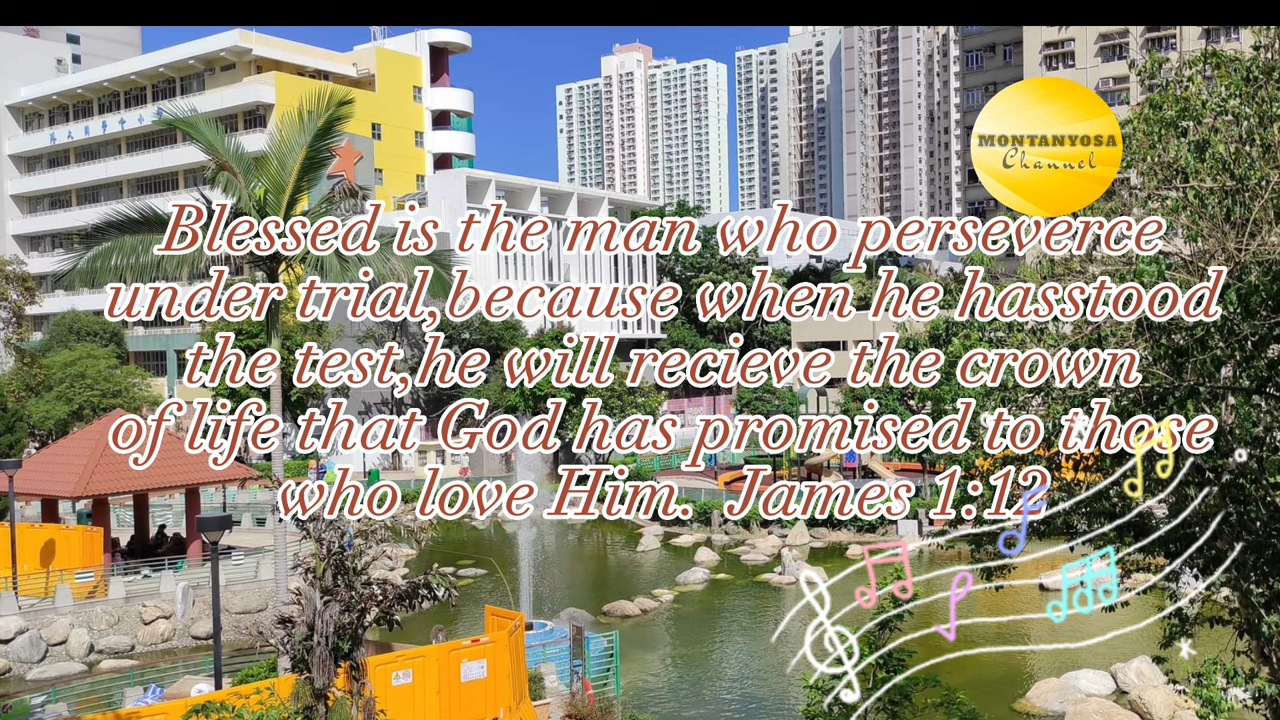 MONTANYOSA
Channel
Blessed is the man who perseverce
under trial,because when he hasstood
the test,he will recieve the crown
of life that God has promised to those
who love Him. James 1:12